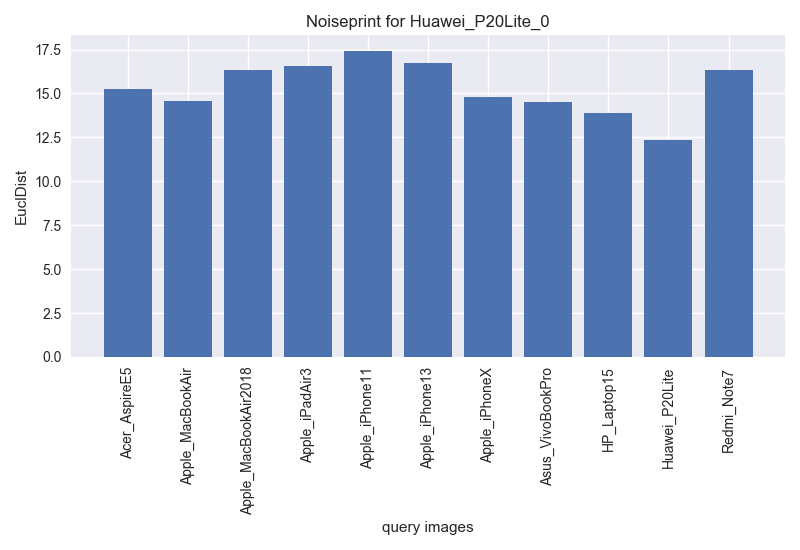 Noiseprint for Huawei_P20Lite_0
17.5
15.0
12.5
10.0
7.5
5.0
2.5
0.0
EuclDist
Acer_AspireE5
Apple_MacBookAir
Apple_MacBookAir2018
Apple_iPadAir3
Apple_iPhone11
Apple_iPhone13
Apple_iPhoneX
Asus_VivoBookPro
HP_Laptop15
Huawei_P20Lite
Redmi_Note7
query images